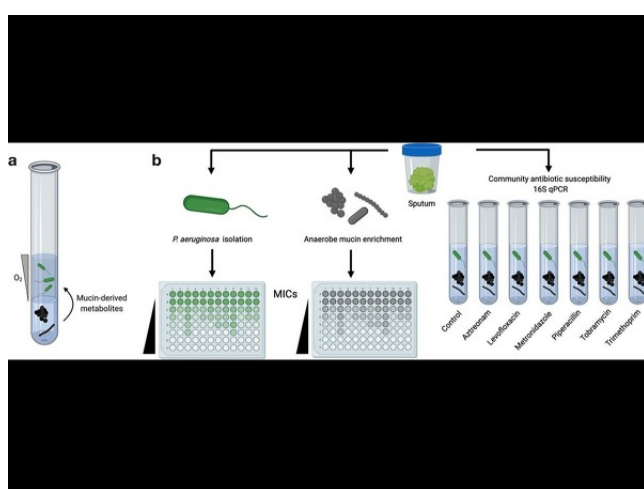 a
b
Community antibiotic susceptibility
16S qPCR
Sputum
P. aeruginosa isolation
Anaerobe mucin enrichment
O₂
Mucin-derived
metabolites
MICs
Control
Aztreonam
Levofloxacin
Metronidazole
Piperacillin
Tobramycin
Trimethoprim